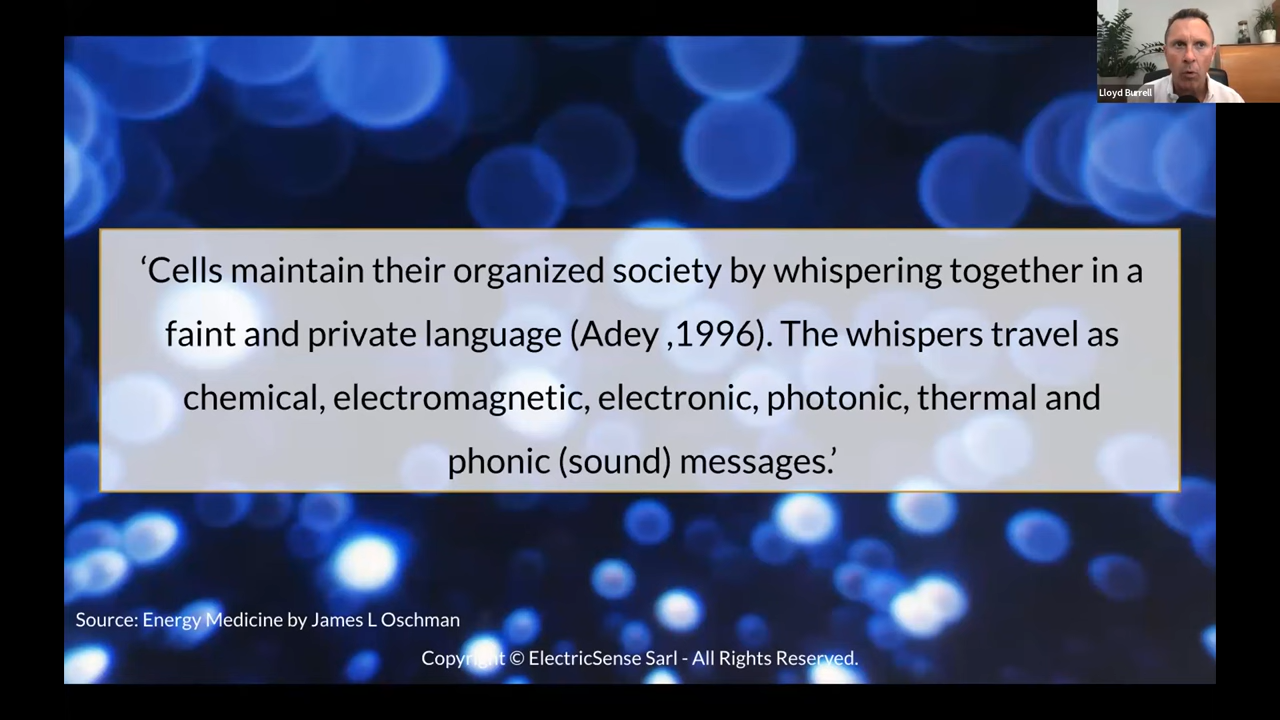 Lloyd Burrell
‘Cells maintain their organized society by whispering together in a
faint and private language (Adey ,1996). The whispers travel as
chemical, electromagnetic, electronic, photonic, thermal and
phonic (sound) messages.’
Source: Energy Medicine by James L Oschman
Copyright © ElectricSense Sarl - All Rights Reserved.